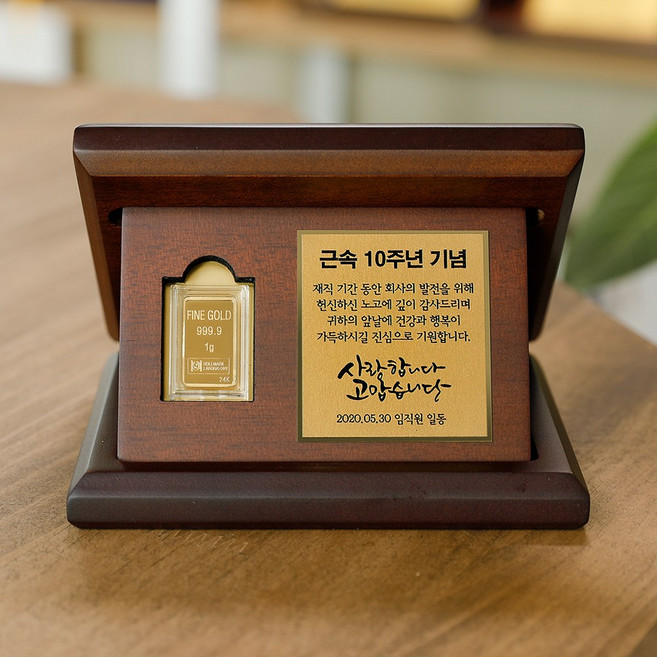 FINE GOLD
999.9
1g
HALLMARK
LABORATORY
24K
근속 10주년 기념
재직 기간 동안 회사의 발전을 위해
헌신하신 노고에 깊이 감사드리며
귀하의 앞날에 건강과 행복이
가득하시길 진심으로 기원합니다.
사랑합니다
고맙습니다
2020.05.30 임직원 일동